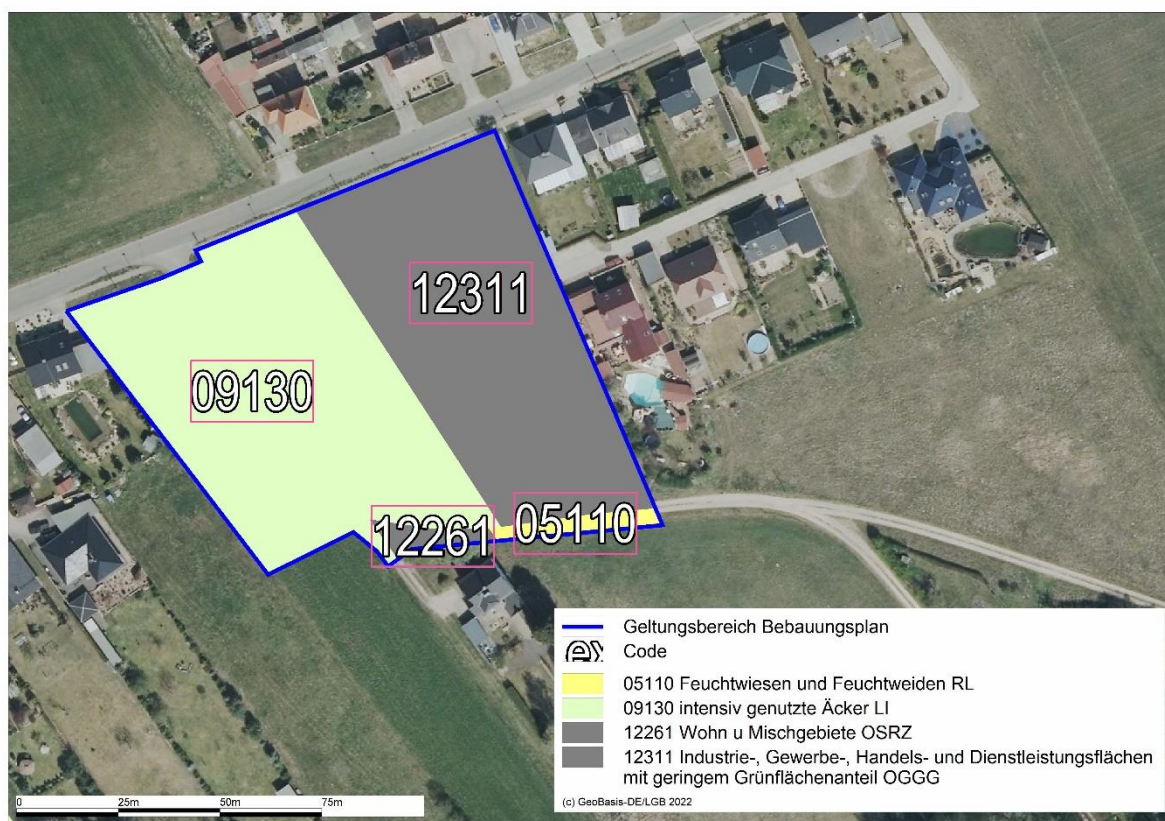 12311
09130
12261
05110
Geltungsbereich Bebauungsplan
Code
05110 Feuchtwiesen und Feuchtweiden RL
09130 intensiv genutzte Äcker LI
12261 Wohn u Mischgebiete OSRZ
12311 Industrie-, Gewerbe-, Handels- und Dienstleistungsflächen
mit geringem Grünflächenanteil OGGG
(c) GeoBasis-DE/LGB 2022
0 25m 50m 75m